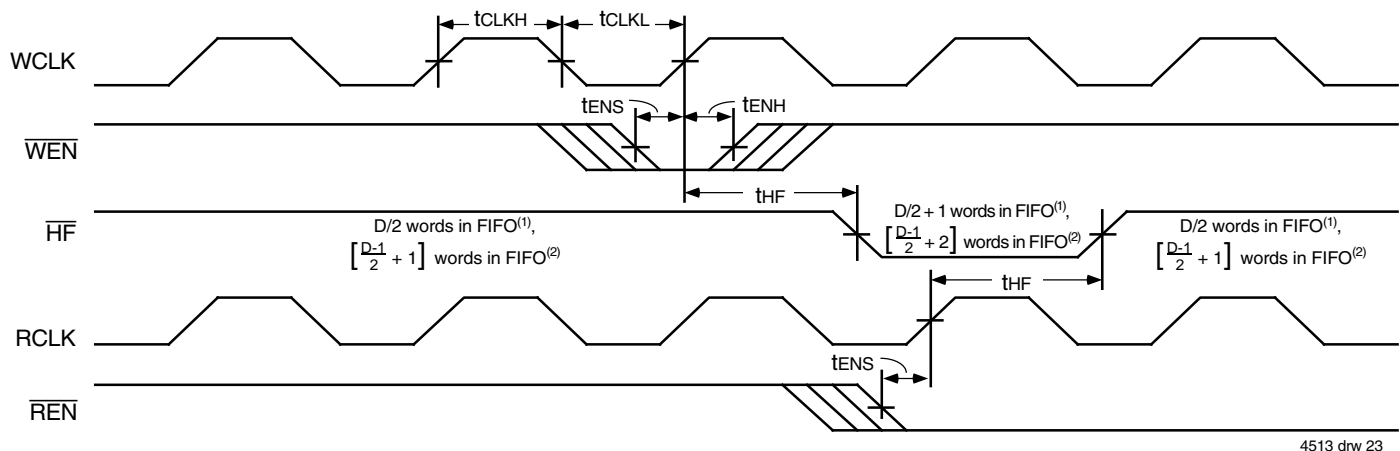 tCLKH tCLKL
WCLK
tENS tENH
WEN
tHF
HF
D/2 words in FIFO(1),
[D-1/2 + 1] words in FIFO(2)
D/2 + 1 words in FIFO(1),
[D-1/2 + 2] words in FIFO(2)
D/2 words in FIFO(1),
[D-1/2 + 1] words in FIFO(2)
tHF
RCLK
tENS
REN
4513 drw 23